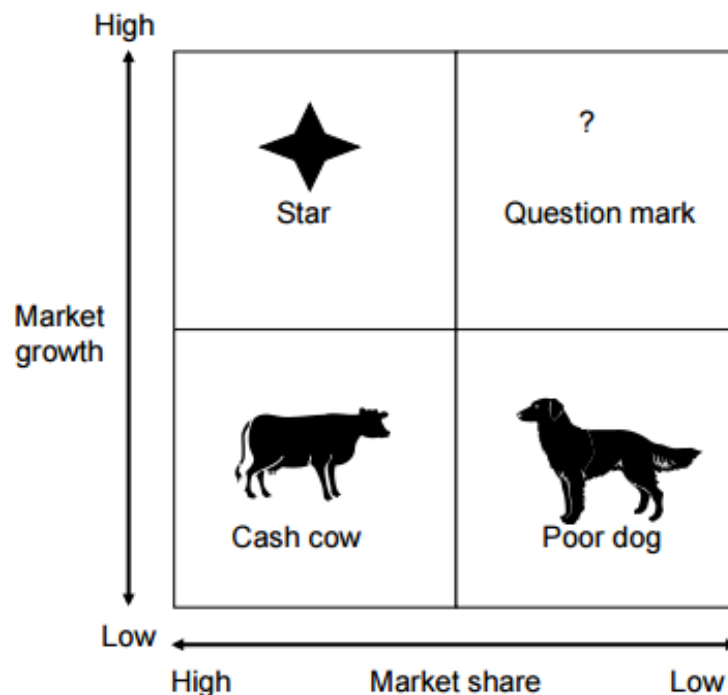 High
?
Star
Question mark
Market
growth
Cash cow
Poor dog
Low
High
Market share
Low